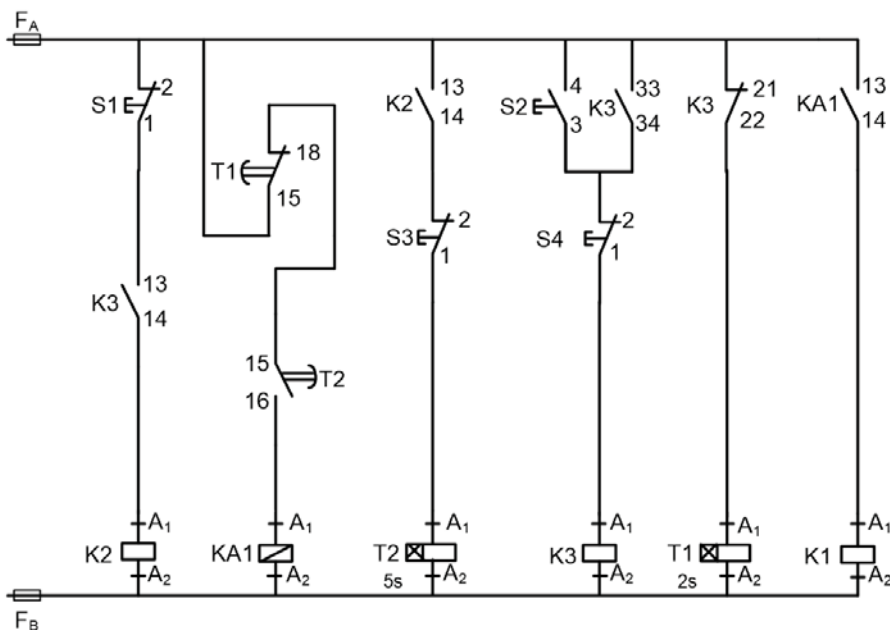 F_A
S1
2
1
K3
13
14
K2
A₁
A₂
T1
18
15
15
16
T2
KA1
A₁
A₂
K2
13
14
S3
2
1
T2
5s
A₁
A₂
S2
4
3
K3
33
34
S4
2
1
K3
A₁
A₂
K3
21
22
T1
2s
A₁
A₂
KA1
13
14
K1
A₁
A₂
F_B